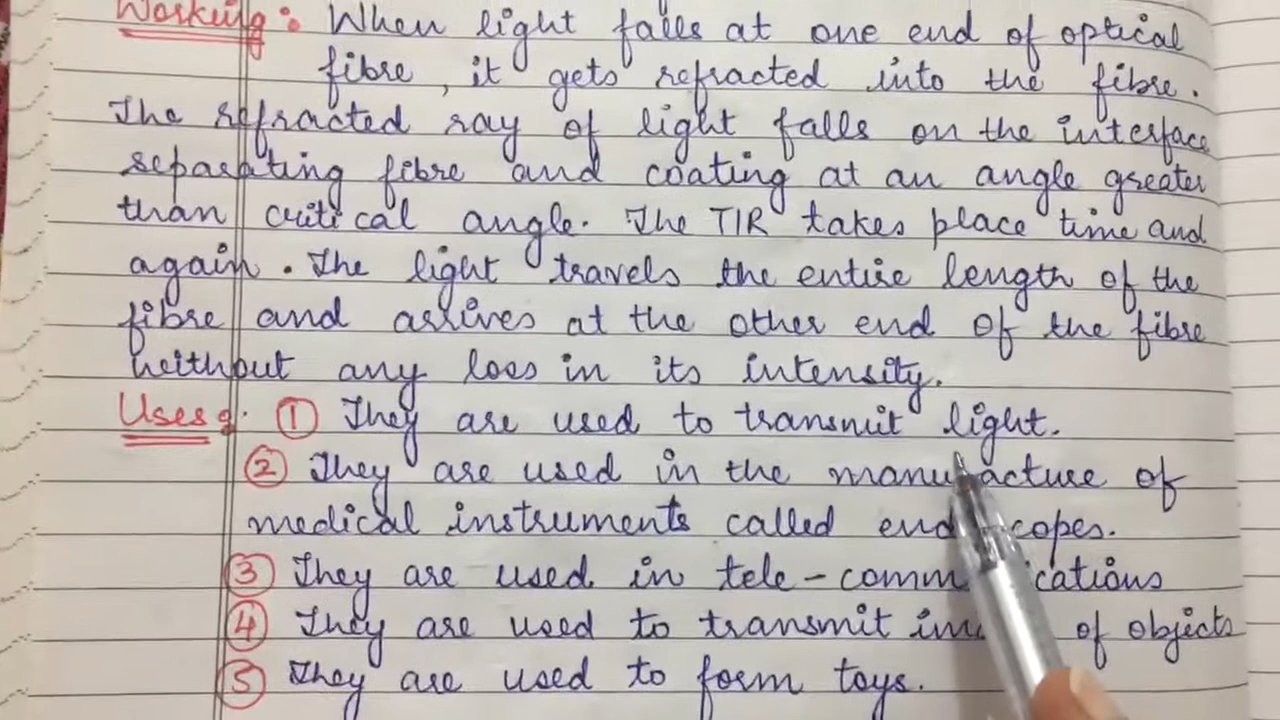 Working: When light falls at one end of optical
fibre, it gets refracted into the fibre.
The refracted ray of light falls on the interface
separating fibre and coating at an angle greater
than critical angle. The TIR takes place time and
again. The light travels the entire length of the
fibre and arrives at the other end of the fibre
without any loss in its intensity.
Uses: ① They are used to transmit light.
② They are used in the manufacture of
medical instruments called end copes.
③ They are used in tele-comm ications
④ They are used to transmit of objects
⑤ They are used to form toys.